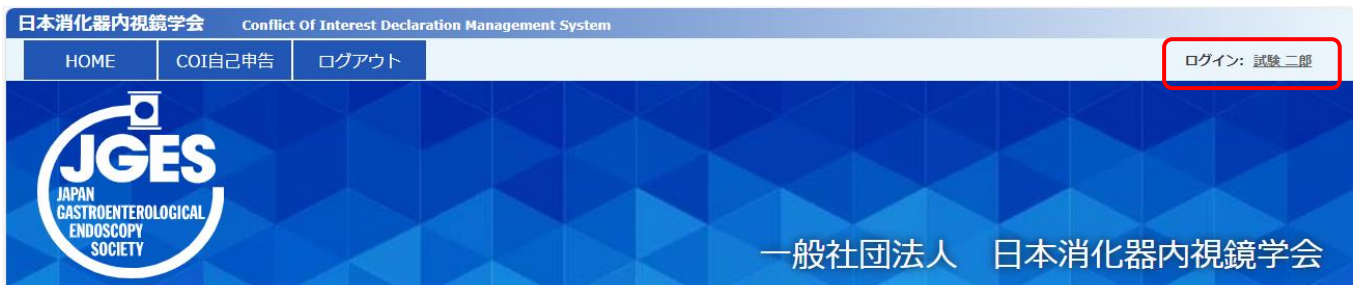 日本消化器内視鏡学会 Conflict Of Interest Declaration Management System
HOME COI自己申告 ログアウト ログイン: 試験 二郎
JGES
JAPAN
GASTROENTEROLOGICAL
ENDOSCOPY
SOCIETY
一般社団法人 日本消化器内視鏡学会